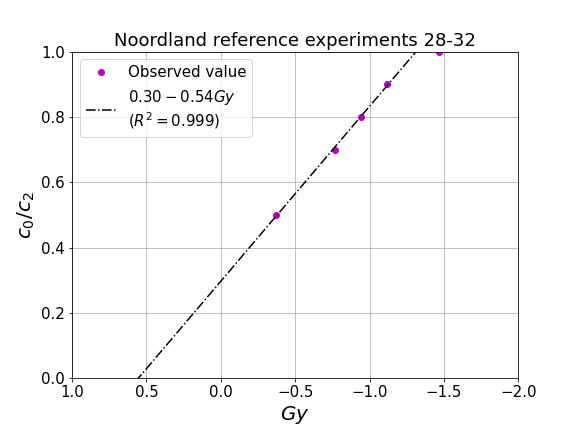 Noordland reference experiments 28-32
1.0
0.8
0.6
0.4
0.2
0.0
c₀/c₂
Observed value
0.30 − 0.54Gy
(R² = 0.999)
1.0 0.5 0.0 −0.5 −1.0 −1.5 −2.0
Gy